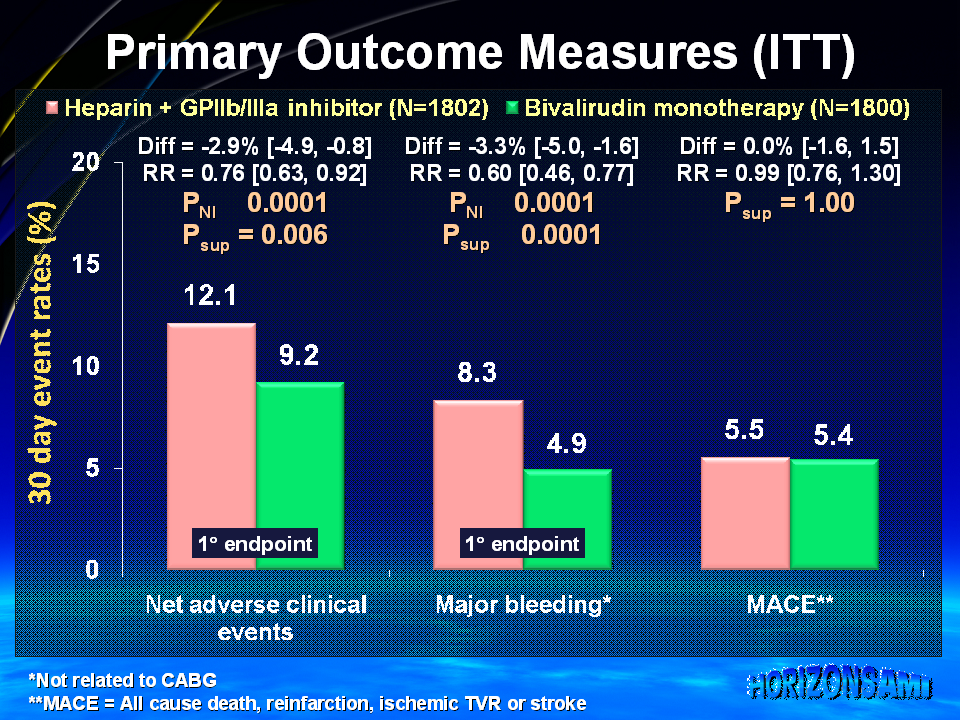 Primary Outcome Measures (ITT)
Heparin + GPIIb/IIIa inhibitor (N=1802) Bivalirudin monotherapy (N=1800)
Diff = -2.9% [-4.9, -0.8]
RR = 0.76 [0.63, 0.92]
PNI 0.0001
Psup = 0.006
Diff = -3.3% [-5.0, -1.6]
RR = 0.60 [0.46, 0.77]
PNI 0.0001
Psup 0.0001
Diff = 0.0% [-1.6, 1.5]
RR = 0.99 [0.76, 1.30]
Psup = 1.00
30 day event rates (%)
20
15
10
5
0
12.1
9.2
8.3
4.9
5.5
5.4
1° endpoint
1° endpoint
Net adverse clinical
events
Major bleeding*
MACE**
*Not related to CABG
**MACE = All cause death, reinfarction, ischemic TVR or stroke
HORIZONSAMI